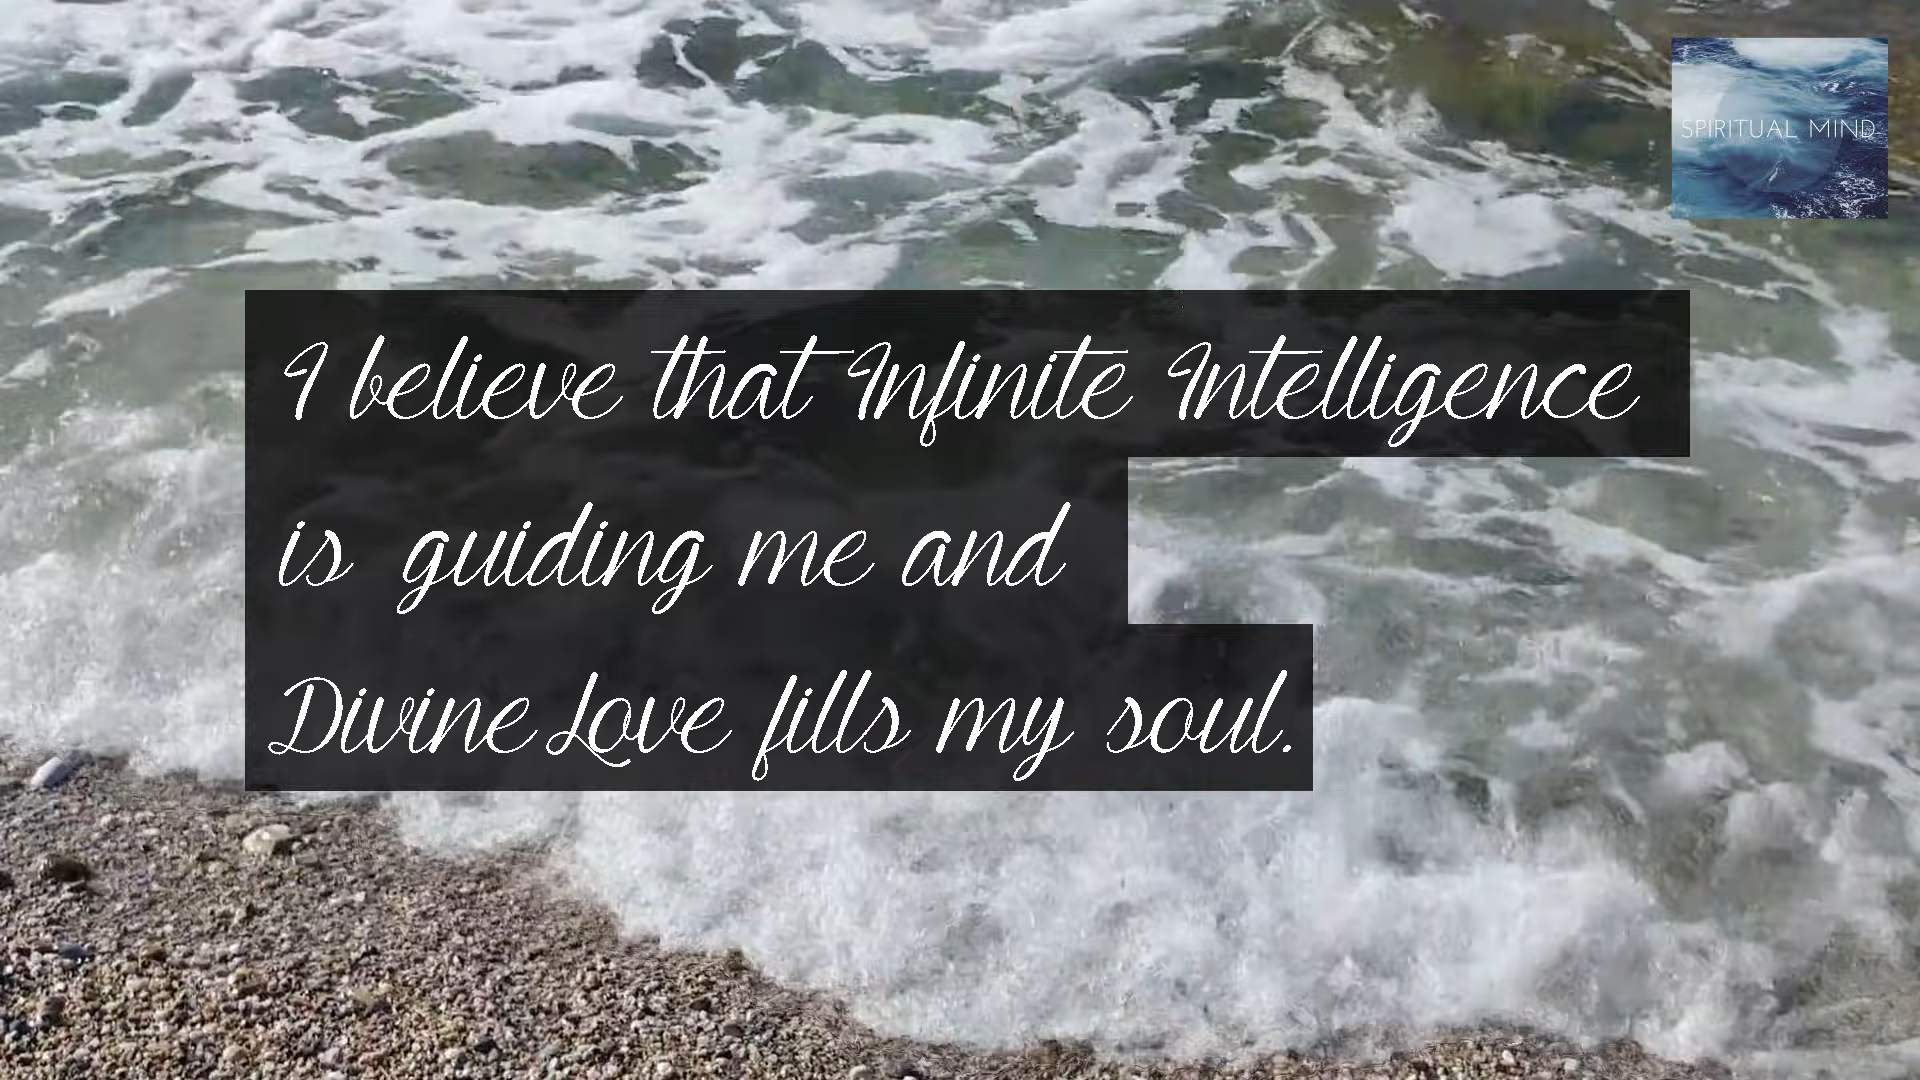 SPIRITUAL MIND
I believe that Infinite Intelligence
is guiding me and
Divine Love fills my soul.